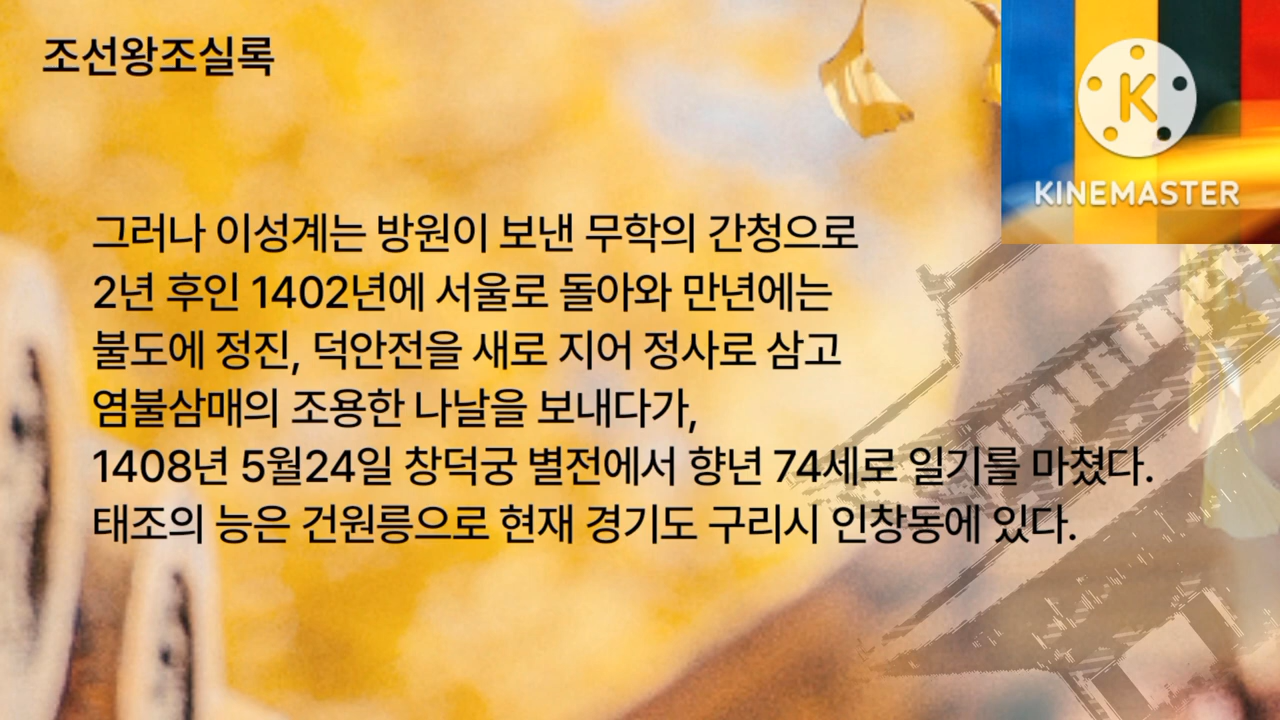 조선왕조실록
KINEMASTER
그러나 이성계는 방원이 보낸 무학의 간청으로
2년 후인 1402년에 서울로 돌아와 만년에는
불도에 정진, 덕안전을 새로 지어 정사로 삼고
염불삼매의 조용한 나날을 보내다가,
1408년 5월24일 창덕궁 별전에서 향년 74세로 일기를 마쳤다.
태조의 능은 건원릉으로 현재 경기도 구리시 인창동에 있다.